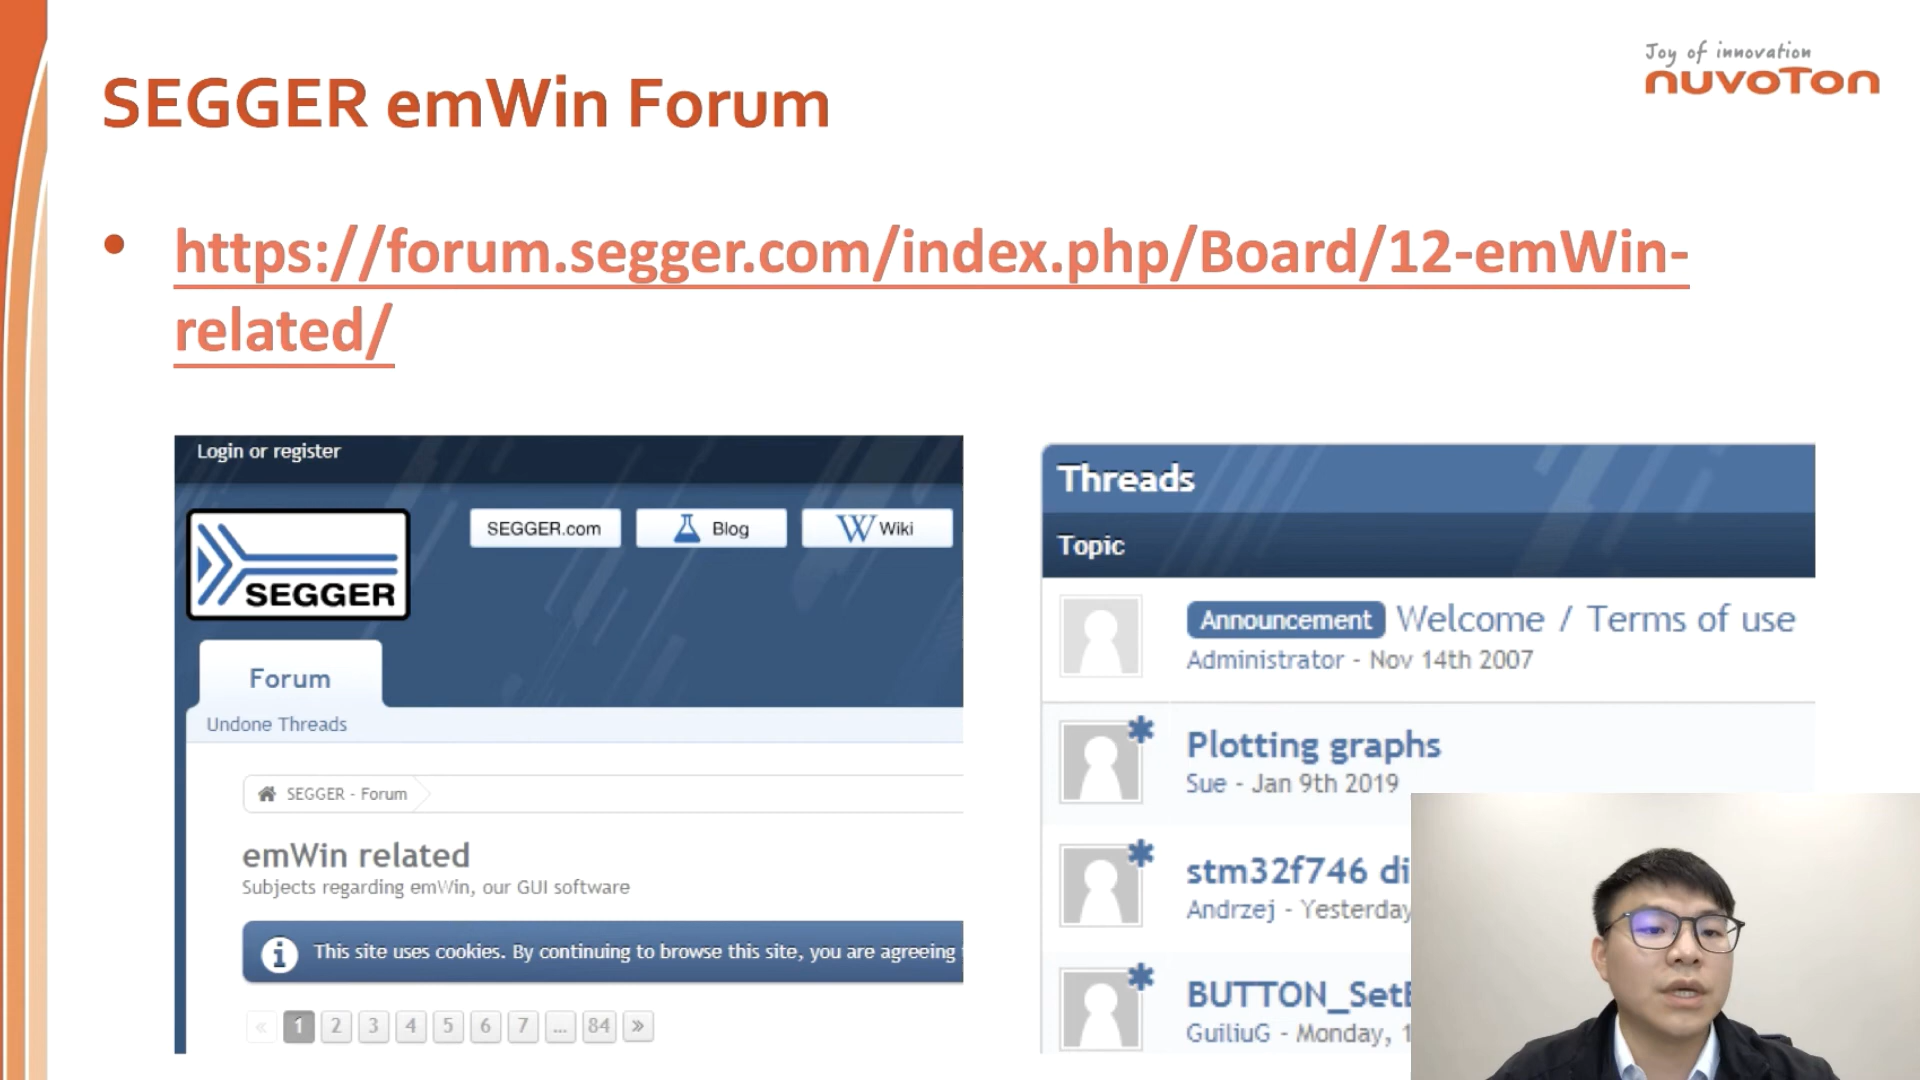 Joy of innovation
nuvoTon
SEGGER emWin Forum
• https://forum.segger.com/index.php/Board/12-emWin-
related/
Login or register
SEGGER
SEGGER.com
Blog
Wiki
Forum
Undone Threads
SEGGER - Forum
emWin related
Subjects regarding emWin, our GUI software
This site uses cookies. By continuing to browse this site, you are agreeing
« 1 2 3 4 5 6 7 ... 84 »
Threads
Topic
Announcement Welcome / Terms of use
Administrator - Nov 14th 2007
Plotting graphs
Sue - Jan 9th 2019
stm32f746 di
Andrzej - Yesterday
BUTTON_Set
GuiliuG - Monday, 1